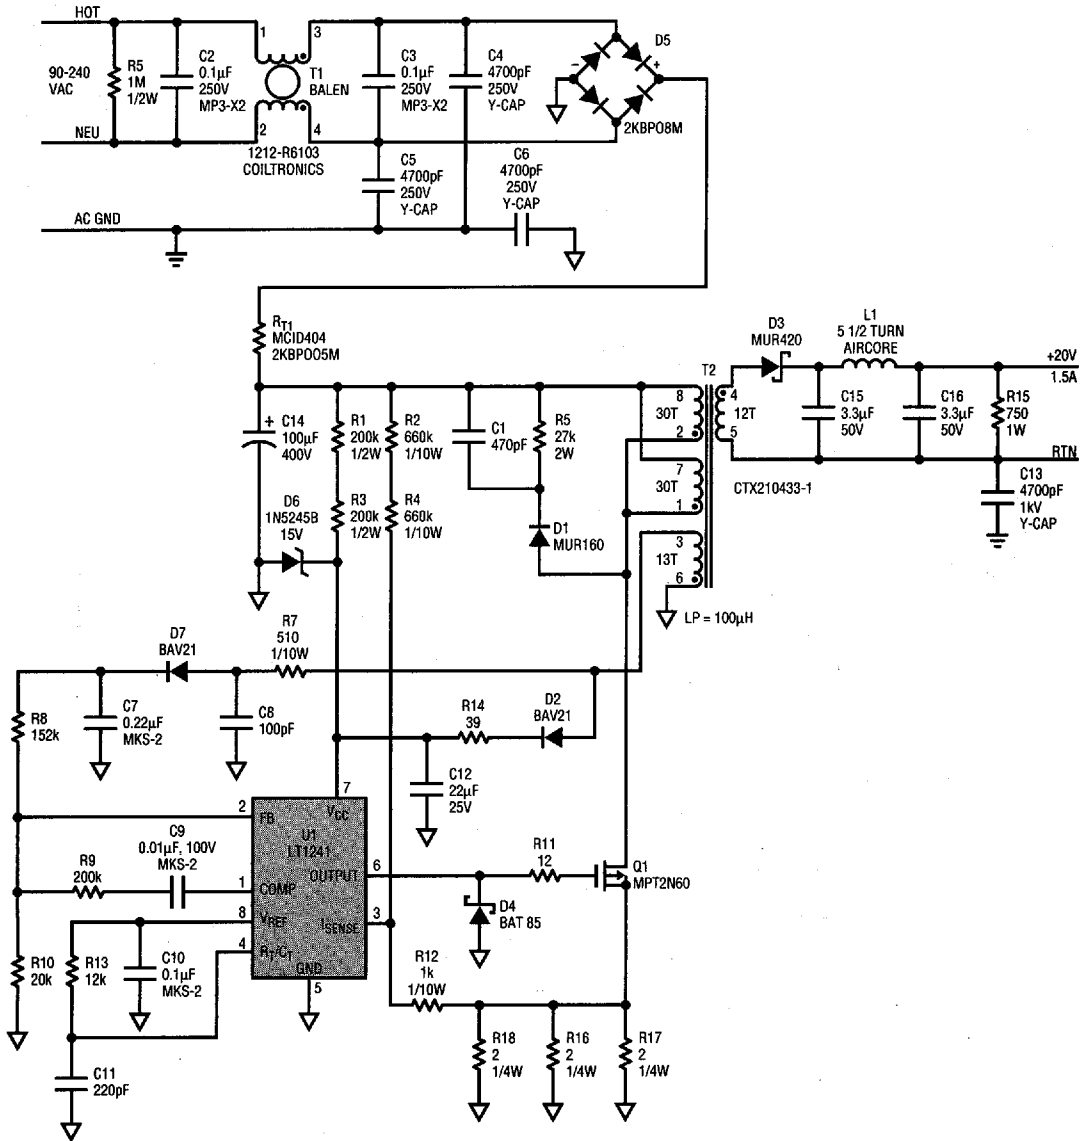 HOT
90-240
VAC
NEU
AC GND
R5
1M
1/2W
C2
0.1µF
250V
MP3-X2
1
3
T1
BALEN
2
4
1212-R6103
COILTRONICS
C3
0.1µF
250V
MP3-X2
C4
4700pF
250V
Y-CAP
D5
–
+
2KBPO8M
C5
4700pF
250V
Y-CAP
C6
4700pF
250V
Y-CAP
RT1
MCID404
2KBPOO5M
+
C14
100µF
400V
R1
200k
1/2W
R2
660k
1/10W
C1
470pF
R5
27k
2W
D6
1N5245B
15V
R3
200k
1/2W
R4
660k
1/10W
D1
MUR160
T2
8
30T
2
7
30T
1
3
13T
6
4
12T
5
CTX210433-1
LP = 100µH
D3
MUR420
L1
5 1/2 TURN
AIRCORE
C15
3.3µF
50V
C16
3.3µF
50V
R15
750
1W
+20V
1.5A
RTN
C13
4700pF
1kV
Y-CAP
D7
BAV21
R7
510
1/10W
R8
152k
C7
0.22µF
MKS-2
C8
100pF
R14
39
D2
BAV21
C12
22µF
25V
7
VCC
2
FB
U1
LT1241
C9
0.01µF, 100V
MKS-2
R9
200k
1
COMP
OUTPUT
6
8
VREF
ISENSE
3
4
RT/CT
GND
5
R11
12
Q1
MPT2N60
D4
BAT 85
R10
20k
R13
12k
C10
0.1µF
MKS-2
R12
1k
1/10W
C11
220pF
R18
2
1/4W
R16
2
1/4W
R17
2
1/4W